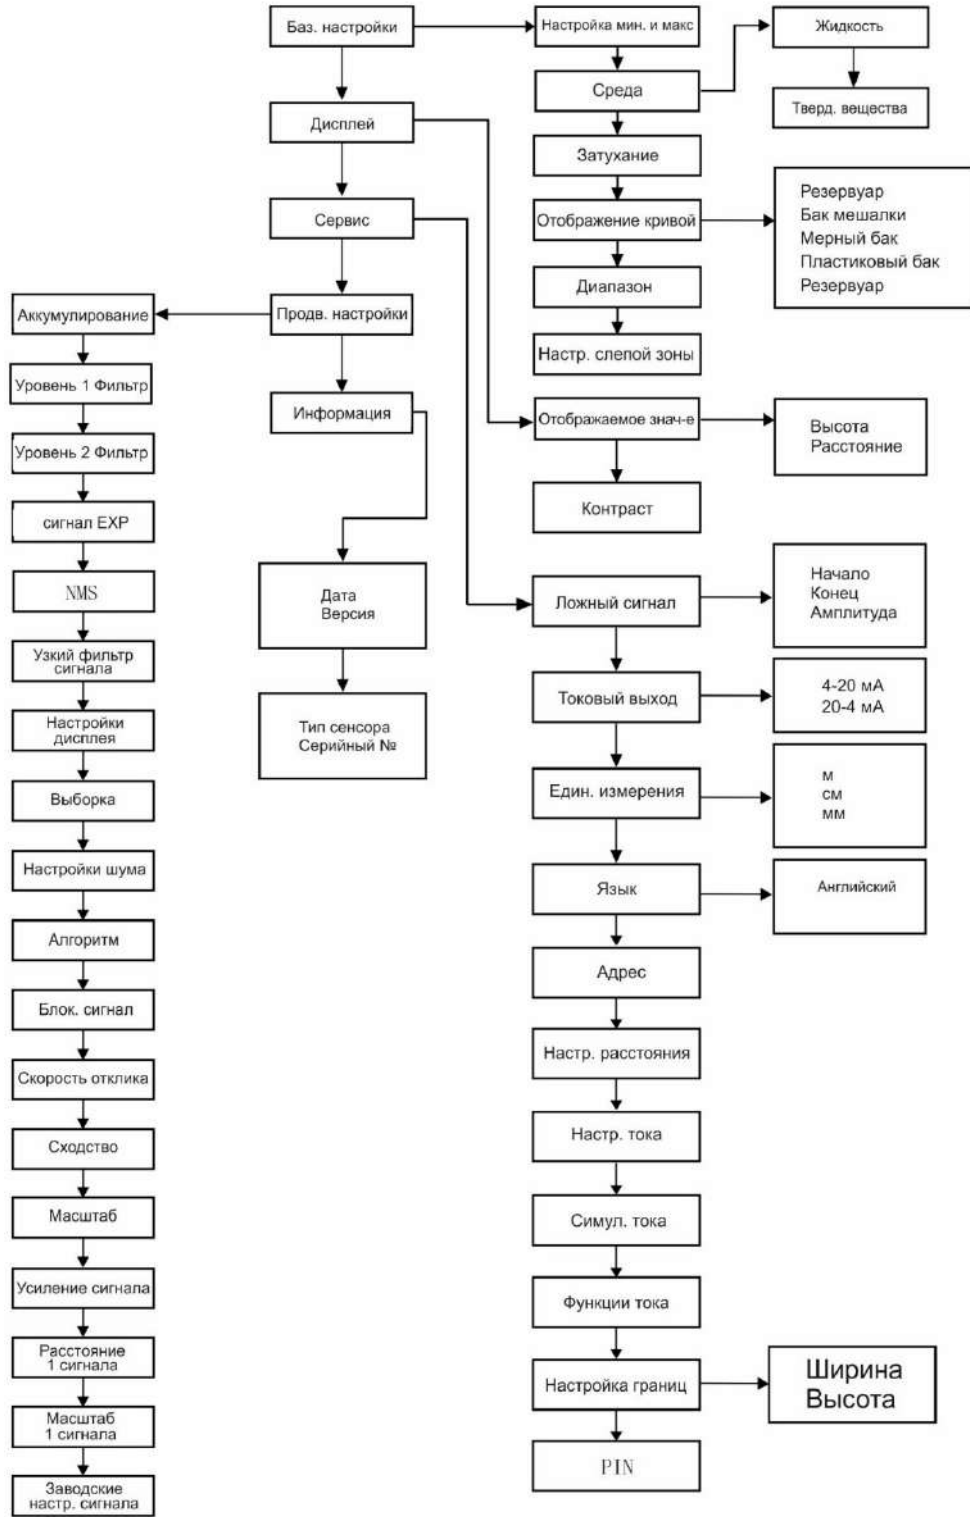 Баз. настройки
Дисплей
Сервис
Продв. настройки
Информация
Дата
Версия
Тип сенсора
Серийный №
Настройка мин. и макс
Среда
Затухание
Отображение кривой
Диапазон
Настр. слепой зоны
Жидкость
Тверд. вещества
Резервуар
Бак мешалки
Мерный бак
Пластиковый бак
Резервуар
Отображаемое знач-е
Контраст
Высота
Расстояние
Ложный сигнал
Токовый выход
Един. измерения
Язык
Адрес
Настр. расстояния
Настр. тока
Симул. тока
Функции тока
Настройка границ
PIN
Начало
Конец
Амплитуда
4-20 мА
20-4 мА
м
см
мм
Английский
Ширина
Высота
Аккумулирование
Уровень 1 Фильтр
Уровень 2 Фильтр
сигнал EXP
NMS
Узкий фильтр
сигнала
Настройки
дисплея
Выборка
Настройки шума
Алгоритм
Блок. сигнал
Скорость отклика
Сходство
Масштаб
Усиление сигнала
Расстояние
1 сигнала
Масштаб
1 сигнала
Заводские
настр. сигнала